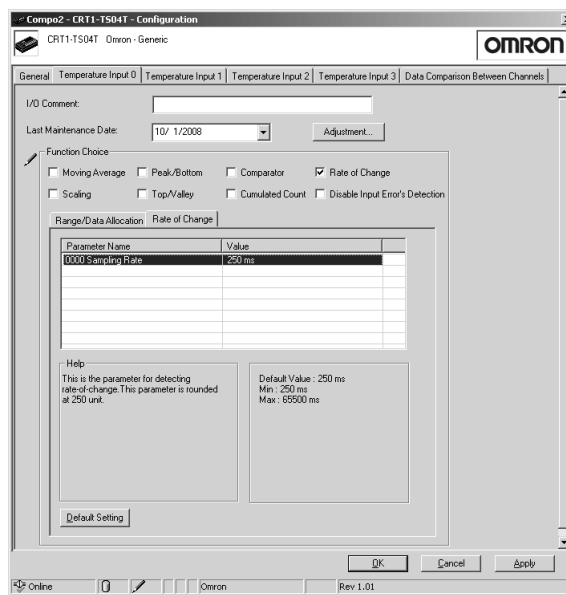 Compo2 - CRT1-TS04T - Configuration
CRT1-TS04T Omron - Generic
OMRON
General Temperature Input 0 Temperature Input 1 Temperature Input 2 Temperature Input 3 Data Comparison Between Channels
I/O Comment:
Last Maintenance Date: 10/ 1/2008 Adjustment...
Function Choice
Moving Average Peak/Bottom Comparator Rate of Change
Scaling Top/Valley Cumulated Count Disable Input Error's Detection
Range/Data Allocation Rate of Change
Parameter Name Value
0000 Sampling Rate 250 ms
Help
This is the parameter for detecting
rate-of-change.This parameter is rounded
at 250 unit.
Default Value : 250 ms
Min : 250 ms
Max : 65500 ms
Default Setting
OK Cancel Apply
Online Omron Rev 1.01